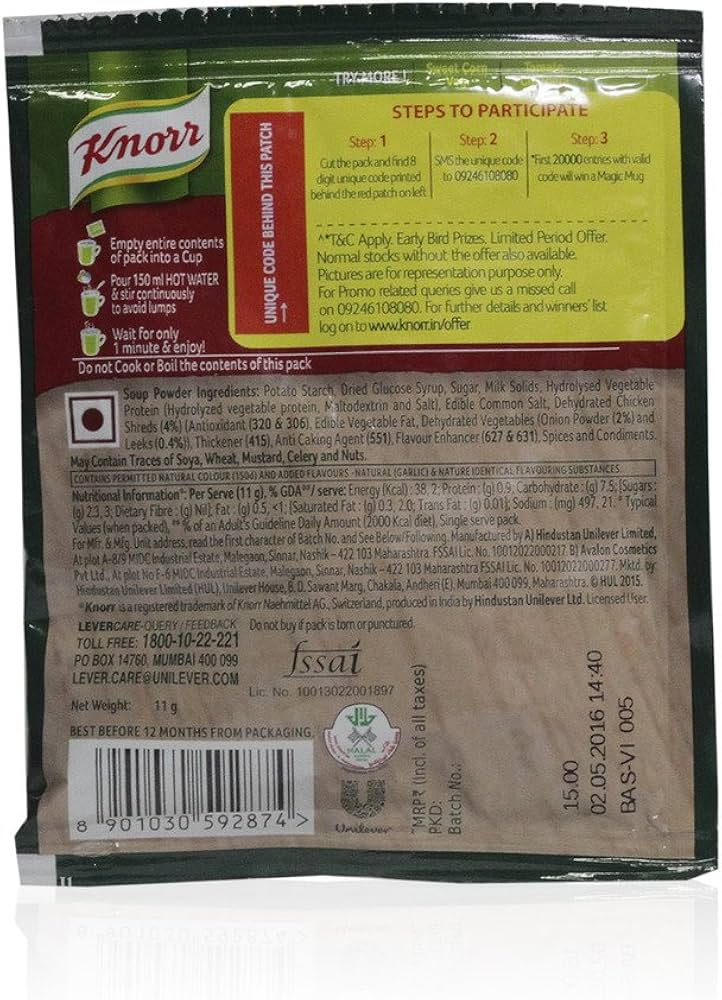 TRY MORE !
Sweet Corn
Knorr
UNIQUE CODE BEHIND THIS PATCH
STEPS TO PARTICIPATE
Step: 1
Cut the pack and find 8
digit unique code printed
behind the red patch on left
Step: 2
SMS the unique code
to 09246108080
Step: 3
*First 20000 entries with valid
code will win a Magic Mug
^*T&C Apply. Early Bird Prizes. Limited Period Offer.
Normal stocks without the offer also available.
Pictures are for representation purpose only.
For Promo related queries give us a missed call
on 09246108080. For further details and winners' list
log on to www.knorr.in/offer
Empty entire contents
of pack into a Cup
Pour 150 ml HOT WATER
& stir continuously
to avoid lumps
Wait for only
1 minute & enjoy!
Do not Cook or Boil the contents of this pack
Soup Powder Ingredients: Potato Starch, Dried Glucose Syrup, Sugar, Milk Solids, Hydrolysed Vegetable
Protein (Hydrolyzed vegetable protein, Maltodextrin and Salt), Edible Common Salt, Dehydrated Chicken
Shreds (4%) (Antioxidant (320 & 306), Edible Vegetable Fat, Dehydrated Vegetables (Onion Powder (2%) and
Leeks (0.4%)), Thickener (415), Anti Caking Agent (551), Flavour Enhancer (627 & 631), Spices and Condiments.
May Contain Traces of Soya, Wheat, Mustard, Celery and Nuts.
CONTAINS PERMITTED NATURAL COLOUR (150d) AND ADDED FLAVOURS - NATURAL (GARLIC) & NATURE IDENTICAL FLAVOURING SUBSTANCES.
Nutritional Information*: Per Serve (11 g), % GDA**/ serve: Energy (Kcal) : 38, 2; Protein : (g) 0.9; Carbohydrate : (g) 7.5; [Sugars :
(g) 2.3, 3; Dietary Fibre : (g) Nil]; Fat : (g) 0.5, <1; [Saturated Fat : (g) 0.3, 2.0; Trans Fat : (g) 0.01]; Sodium : (mg) 497, 21. # Typical
Values (when packed), ## % of an Adult's Guideline Daily Amount (2000 Kcal diet), Single serve pack.
For Mfr. & Mfg. Unit address, read the first character of Batch No. and See Below/Following. Manufactured by A) Hindustan Unilever Limited,
At plot A-8/9 MIDC Industrial Estate, Malegaon, Sinnar, Nashik – 422 103 Maharashtra. FSSAI Lic. No. 10012022000217. B) Avalon Cosmetics
Pvt Ltd., At plot No F-6 MIDC Industrial Estate, Malegaon, Sinnar, Nashik – 422 103 Maharashtra FSSAI Lic. No. 10012022000277. Mktd. by:
Hindustan Unilever Limited (HUL), Unilever House, B. D. Sawant Marg, Chakala, Andheri (E), Mumbai 400 099, Maharashtra. © HUL 2015.
®Knorr is a registered trademark of Knorr Naehmittel AG., Switzerland, produced in India by Hindustan Unilever Ltd. Licensed User.
LEVERCARE-QUERY / FEEDBACK
TOLL FREE: 1800-10-22-221
PO BOX 14760, MUMBAI 400 099
LEVER.CARE@UNILEVER.COM
Do not buy if pack is torn or punctured.
fssai
Lic. No. 10013022001897
Net Weight: 11 g
BEST BEFORE 12 MONTHS FROM PACKAGING.
8 901030 592874 >
HALAL
Unilever
*MRP₹ (Incl. of all taxes)
PKD:
Batch No.:
15.00
02.05.2016 14:40
BAS-VI 005